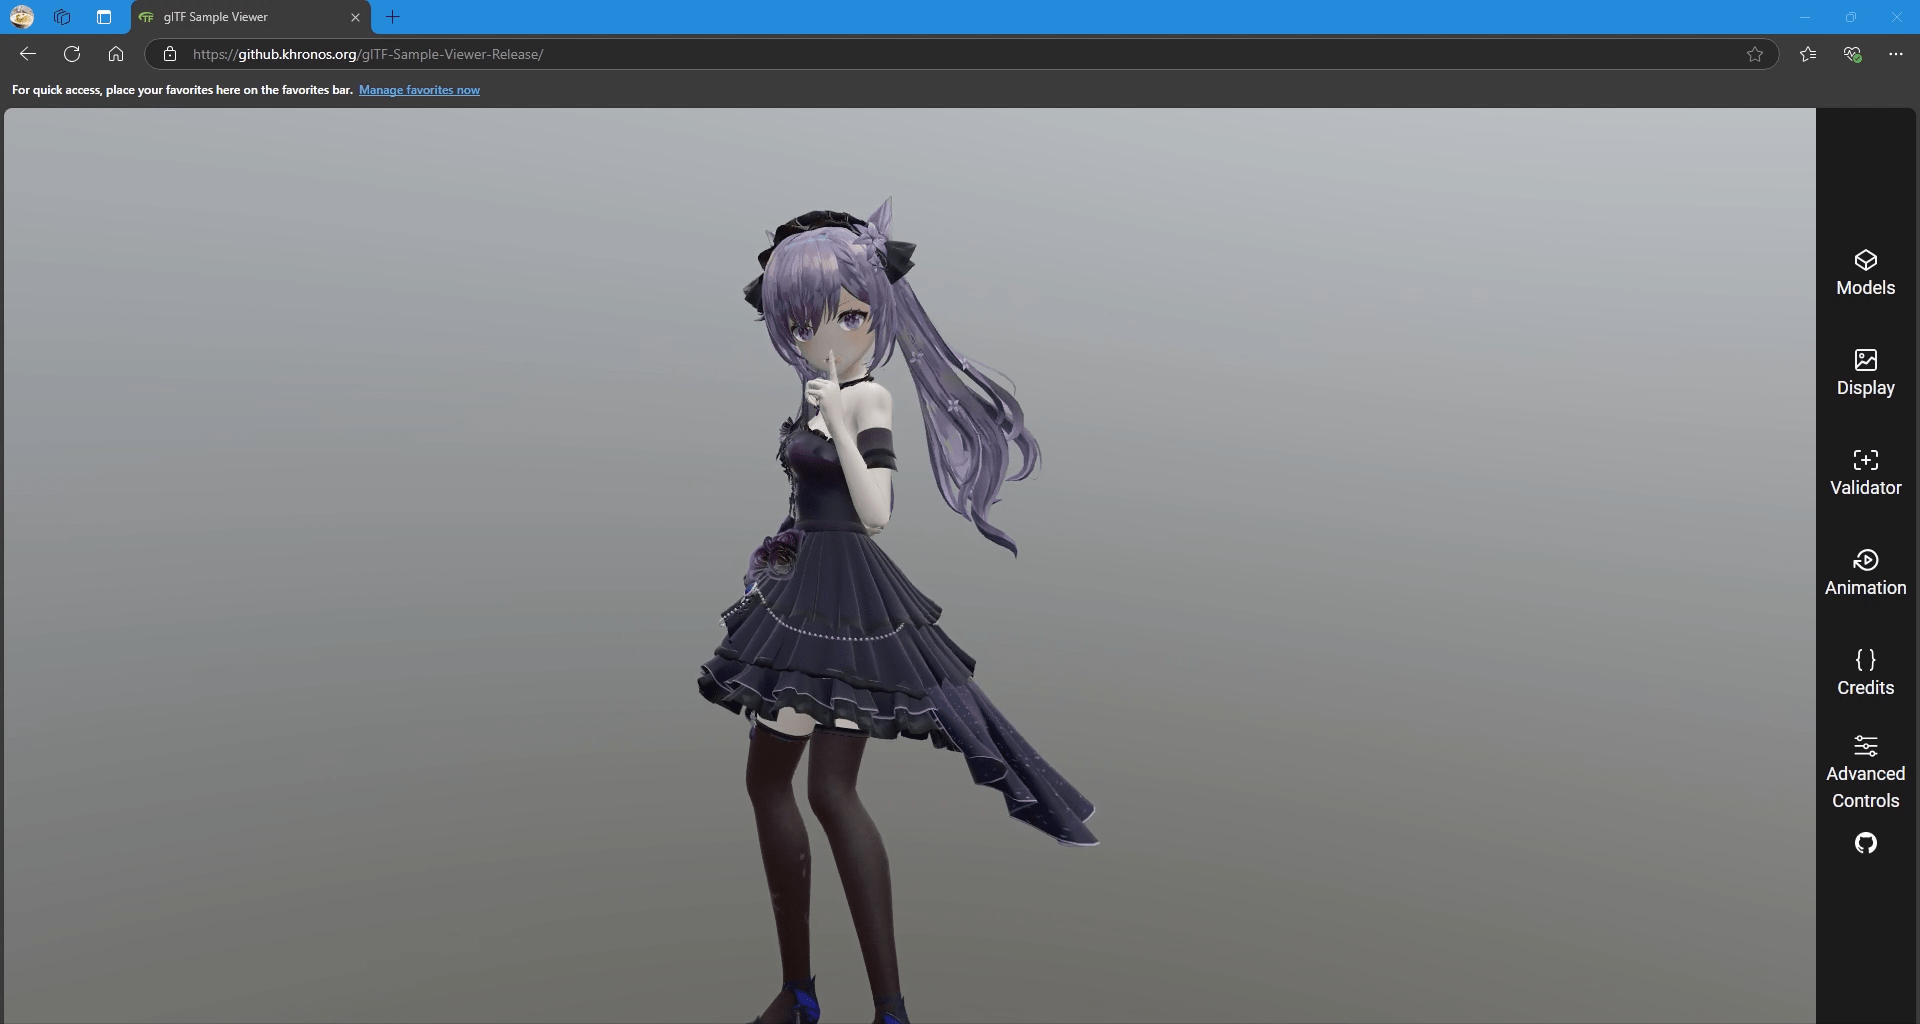 glTF Sample Viewer
https://github.khronos.org/glTF-Sample-Viewer-Release/
For quick access, place your favorites here on the favorites bar. Manage favorites now
Models
Display
Validator
Animation
Credits
Advanced
Controls